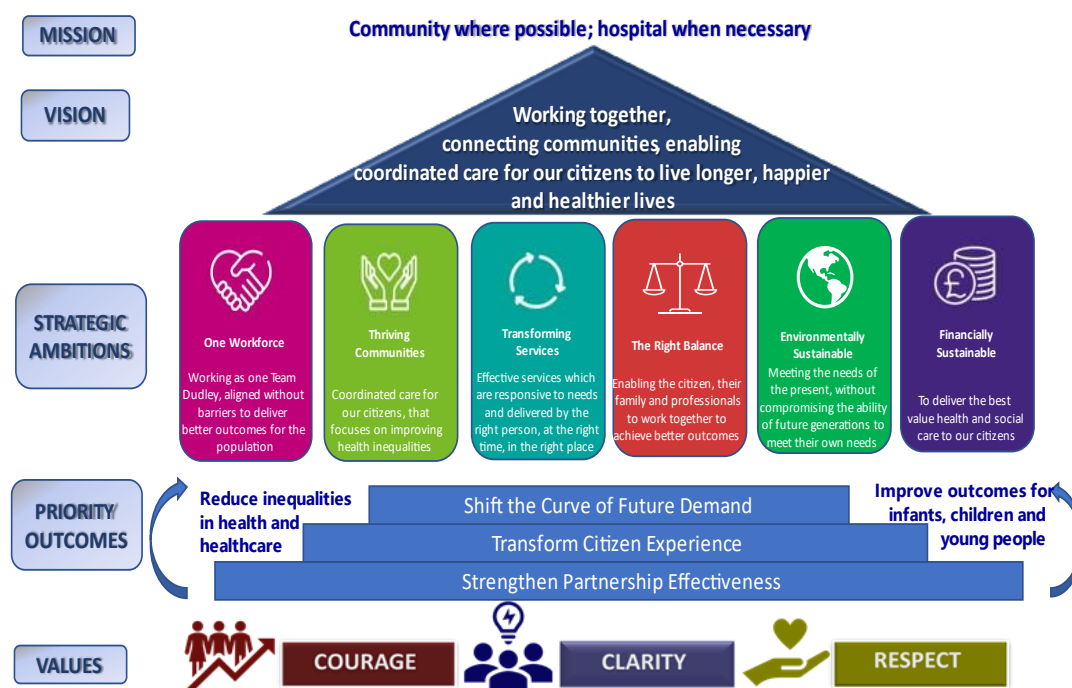 MISSION
Community where possible; hospital when necessary
VISION
Working together,
connecting communities, enabling
coordinated care for our citizens to live longer, happier
and healthier lives
STRATEGIC
AMBITIONS
One Workforce
Working as one Team
Dudley, aligned without
barriers to deliver
better outcomes for the
population
Thriving
Communities
Coordinated care for
our citizens, that
focuses on improving
health inequalities
Transforming
Services
Effective services which
are responsive to needs
and delivered by the
right person, at the right
time, in the right place
The Right Balance
Enabling the citizen, their
family and professionals
to work together to
achieve better outcomes
Environmentally
Sustainable
Meeting the needs of
the present, without
compromising the ability
of future generations to
meet their own needs
£
Financially
Sustainable
To deliver the best
value health and social
care to our citizens
PRIORITY
OUTCOMES
Reduce inequalities
in health and
healthcare
Shift the Curve of Future Demand
Transform Citizen Experience
Strengthen Partnership Effectiveness
Improve outcomes for
infants, children and
young people
VALUES
COURAGE
CLARITY
RESPECT